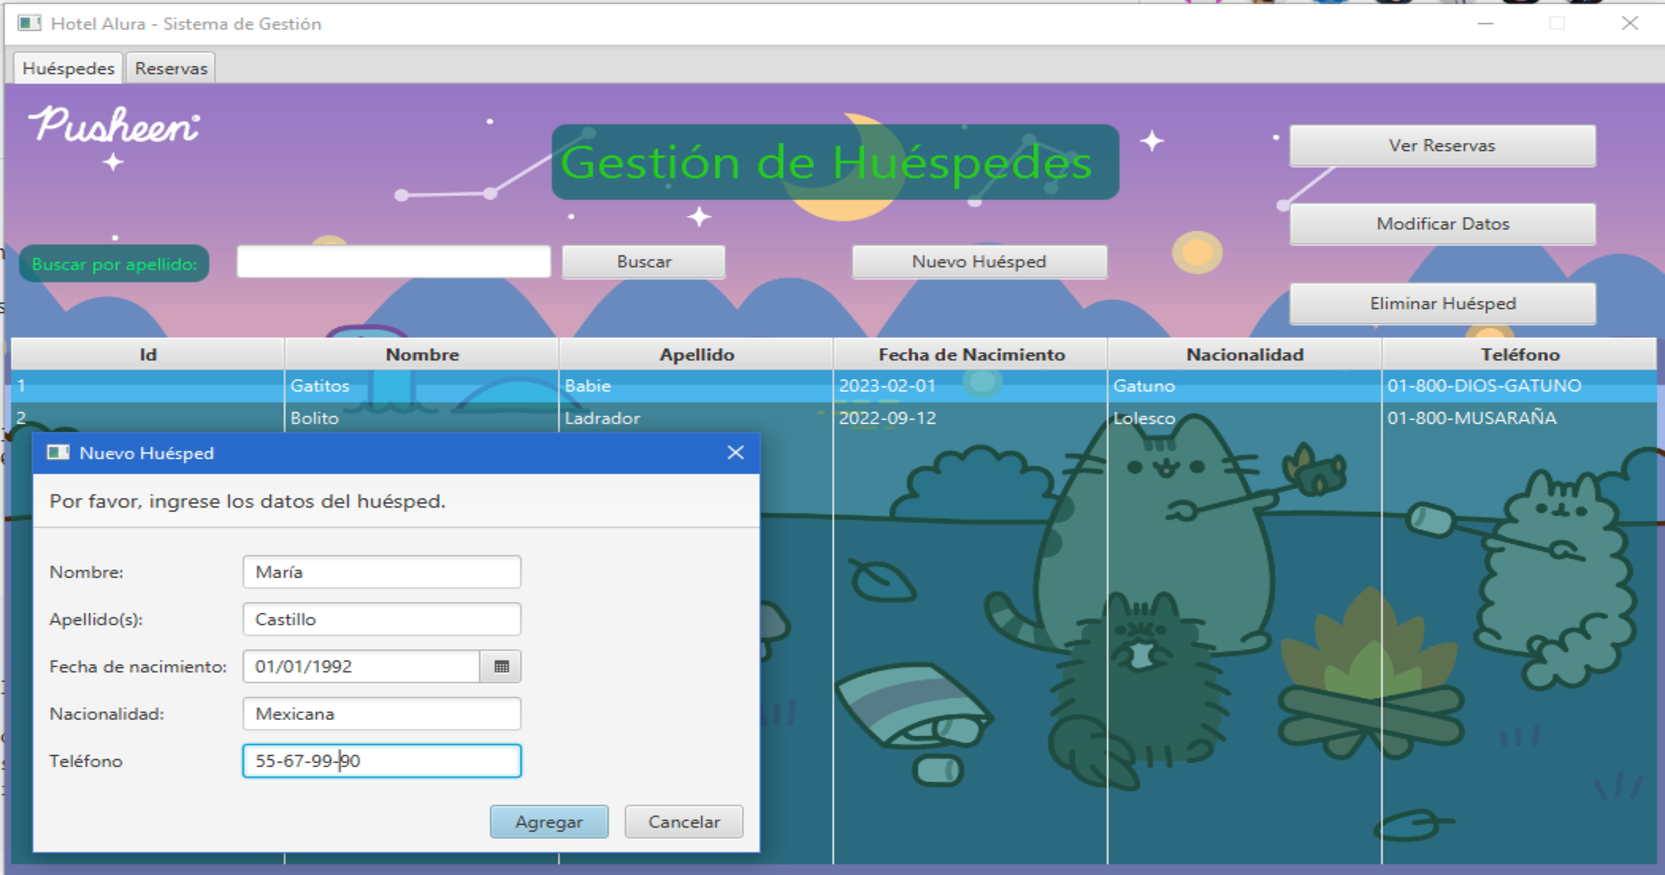 Hotel Alura - Sistema de Gestión
Huéspedes Reservas
Pusheen®
Gestión de Huéspedes
Ver Reservas
Modificar Datos
Buscar por apellido: Buscar Nuevo Huésped
Eliminar Huésped
Id Nombre Apellido Fecha de Nacimiento Nacionalidad Teléfono
1 Gatitos Babie 2023-02-01 Gatuno 01-800-DIOS-GATUNO
2 Bolito Ladrador 2022-09-12 Lolesco 01-800-MUSARAÑA
Nuevo Huésped
Por favor, ingrese los datos del huésped.
Nombre: María
Apellido(s): Castillo
Fecha de nacimiento: 01/01/1992
Nacionalidad: Mexicana
Teléfono 55-67-99-90
Agregar Cancelar